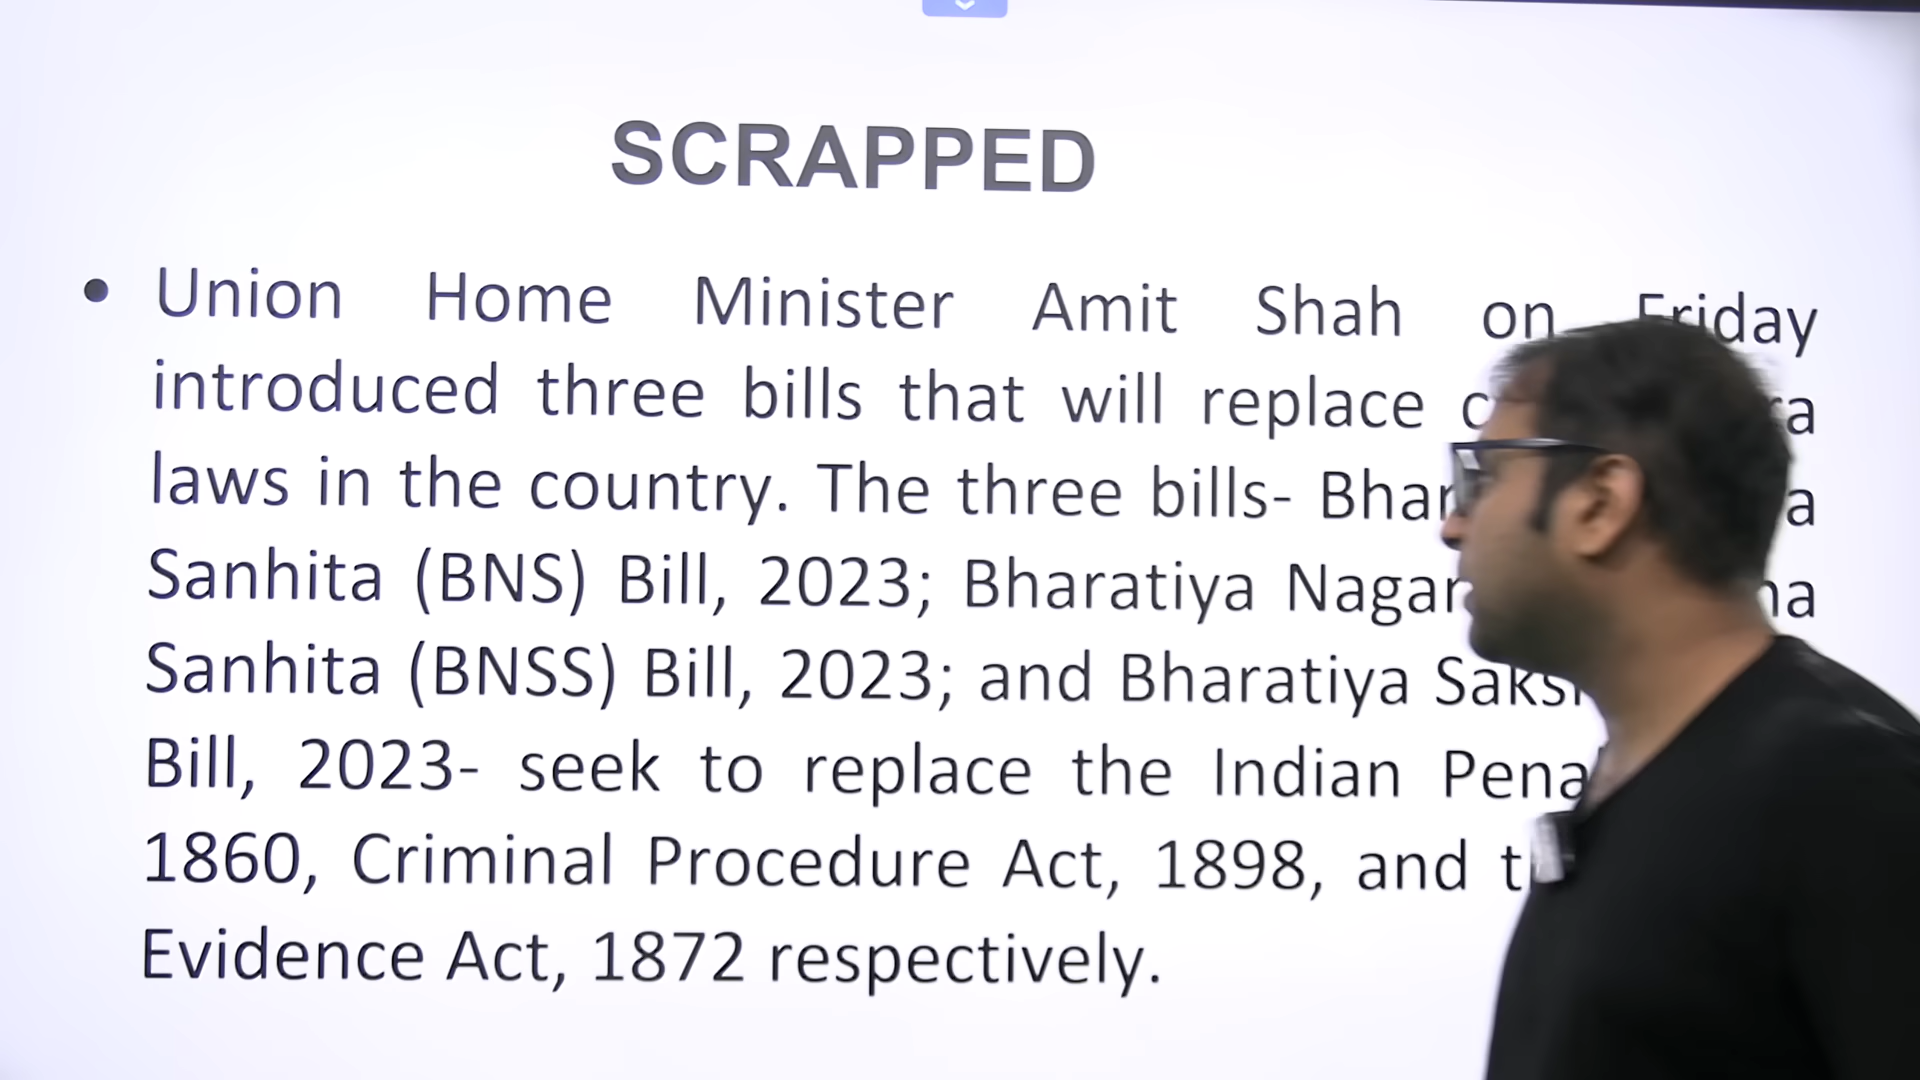 SCRAPPED
• Union Home Minister Amit Shah on Friday
introduced three bills that will replace
laws in the country. The three bills-
Sanhita (BNS) Bill, 2023; Bharatiya
Sanhita (BNSS) Bill, 2023; and Bharatiya
Bill, 2023- seek to replace the Indian
1860, Criminal Procedure Act, 1898, and
Evidence Act, 1872 respectively.